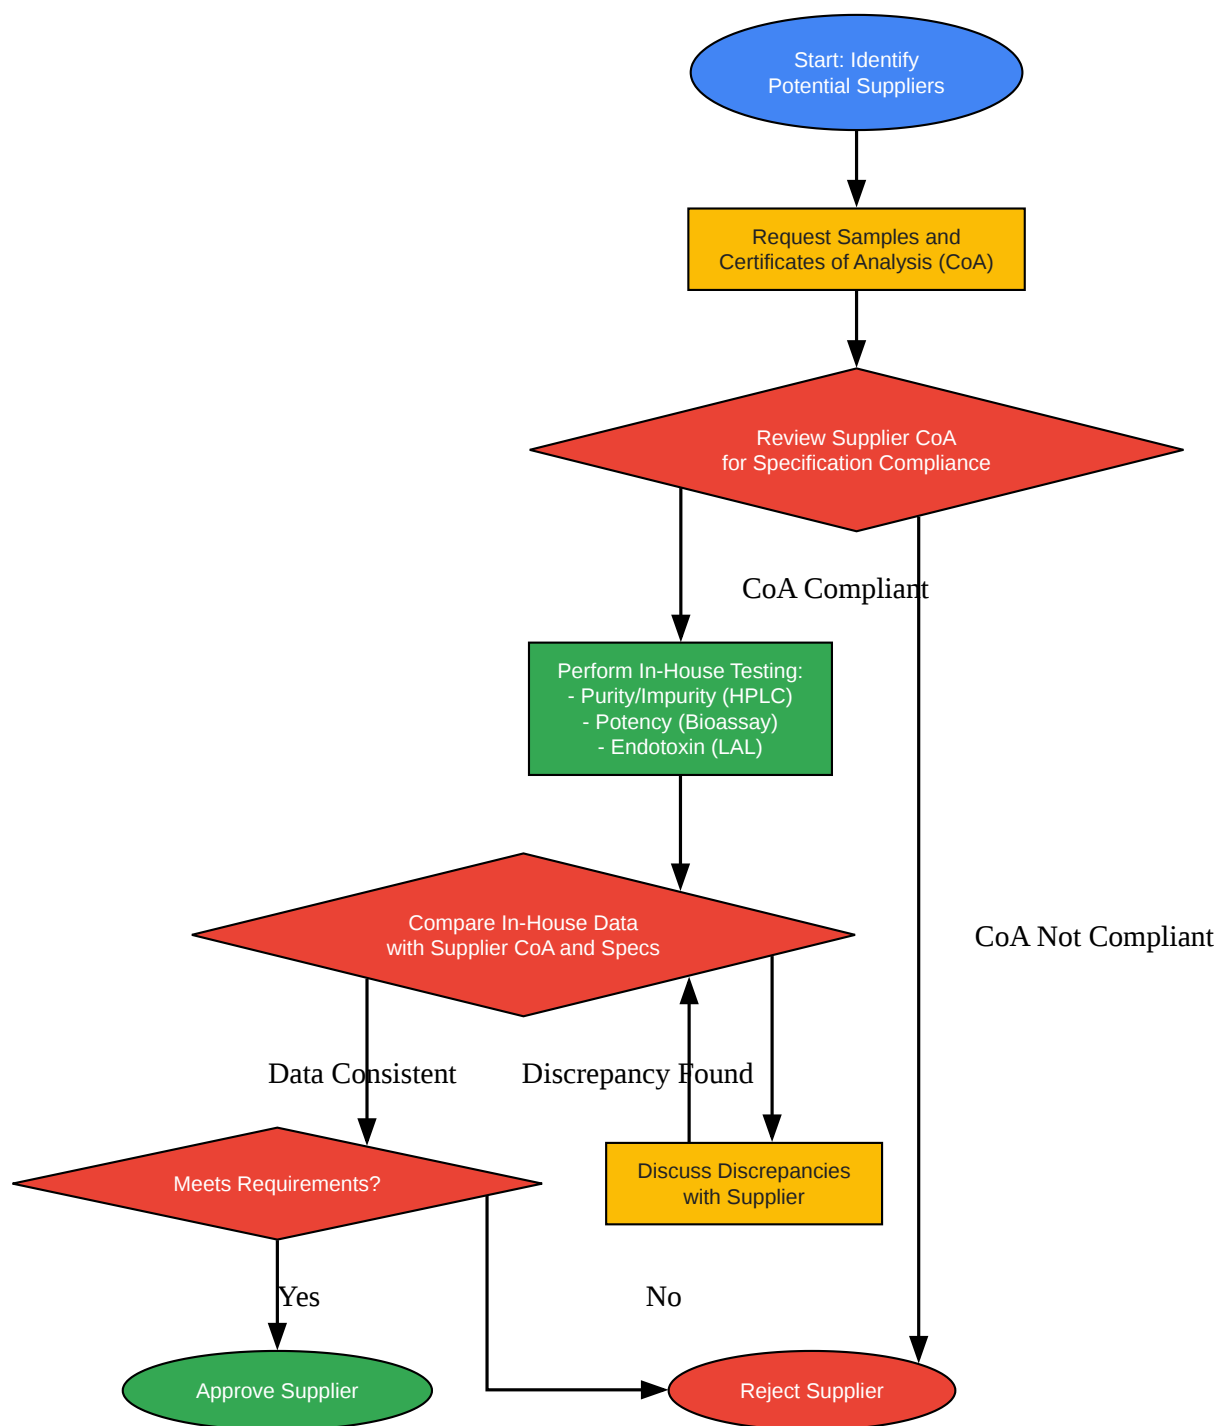 Start: Identify
Potential Suppliers
Request Samples and
Certificates of Analysis (CoA)
Review Supplier CoA
for Specification Compliance
CoA Compliant
Perform In-House Testing:
- Purity/Impurity (HPLC)
- Potency (Bioassay)
- Endotoxin (LAL)
Compare In-House Data
with Supplier CoA and Specs
CoA Not Compliant
Data Consistent
Discrepancy Found
Meets Requirements?
Discuss Discrepancies
with Supplier
Yes
No
Approve Supplier
Reject Supplier